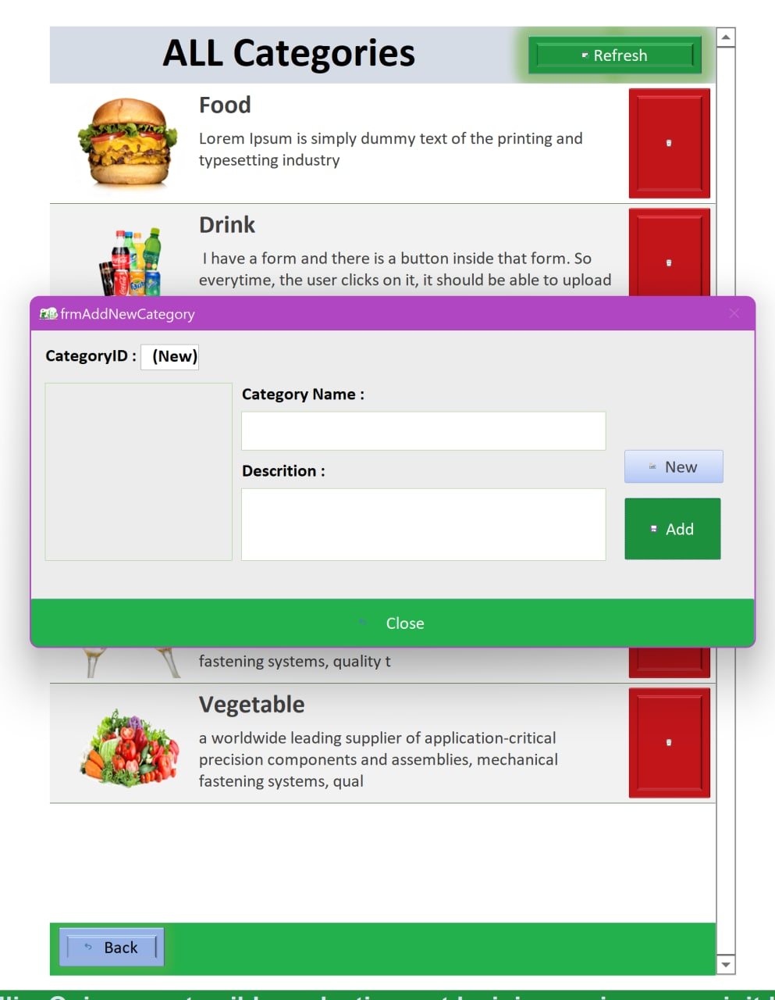 ALL Categories
Refresh
Food
Lorem Ipsum is simply dummy text of the printing and
typesetting industry
Drink
I have a form and there is a button inside that form. So
everytime, the user clicks on it, it should be able to upload
frmAddNewCategory
CategoryID :
(New)
Category Name :
New
Descrition :
Add
Close
fastening systems, quality t
Vegetable
a worldwide leading supplier of application-critical
precision components and assemblies, mechanical
fastening systems, qual
Back